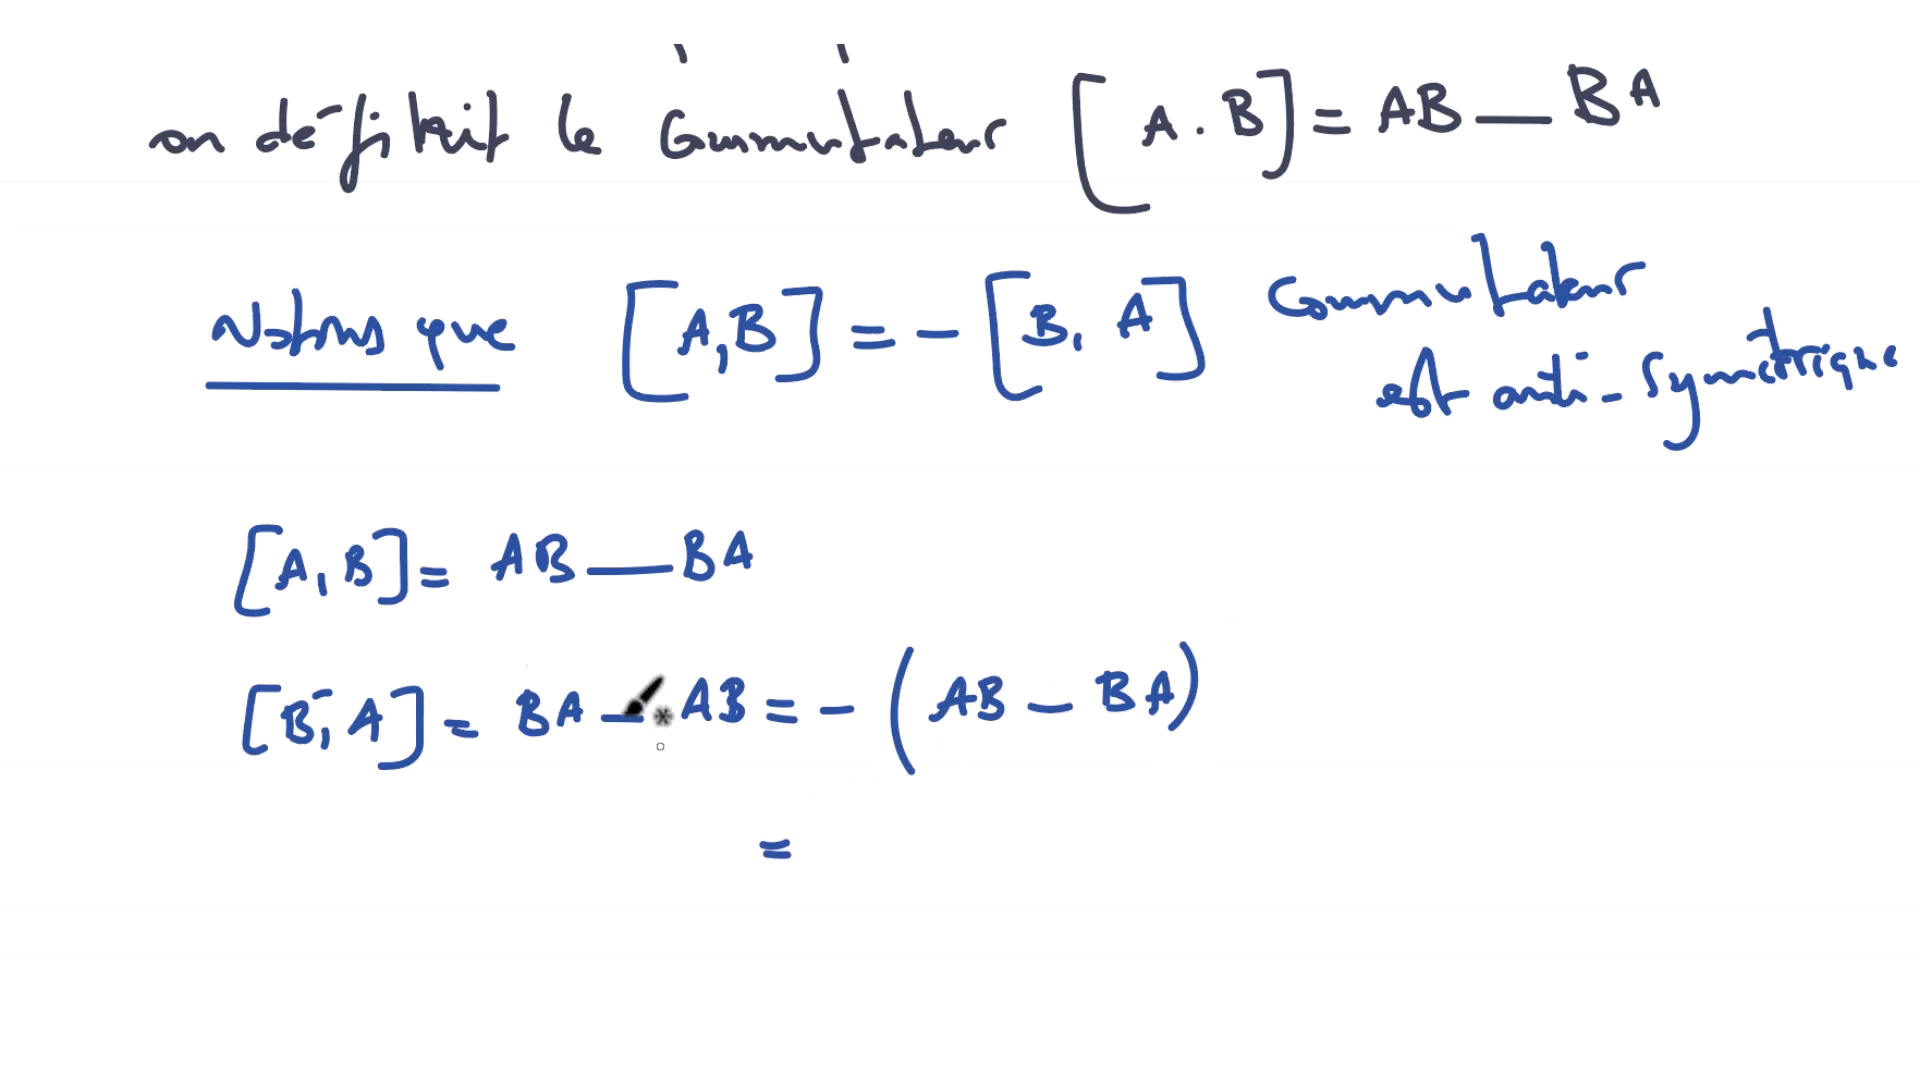 on définit le Commutateur [A.B] = AB — BA
Notons que [A,B] = - [B,A] Commutateur
est anti-symétrique
[A,B] = AB — BA
[B,A] = BA - AB = - (AB - BA)
=